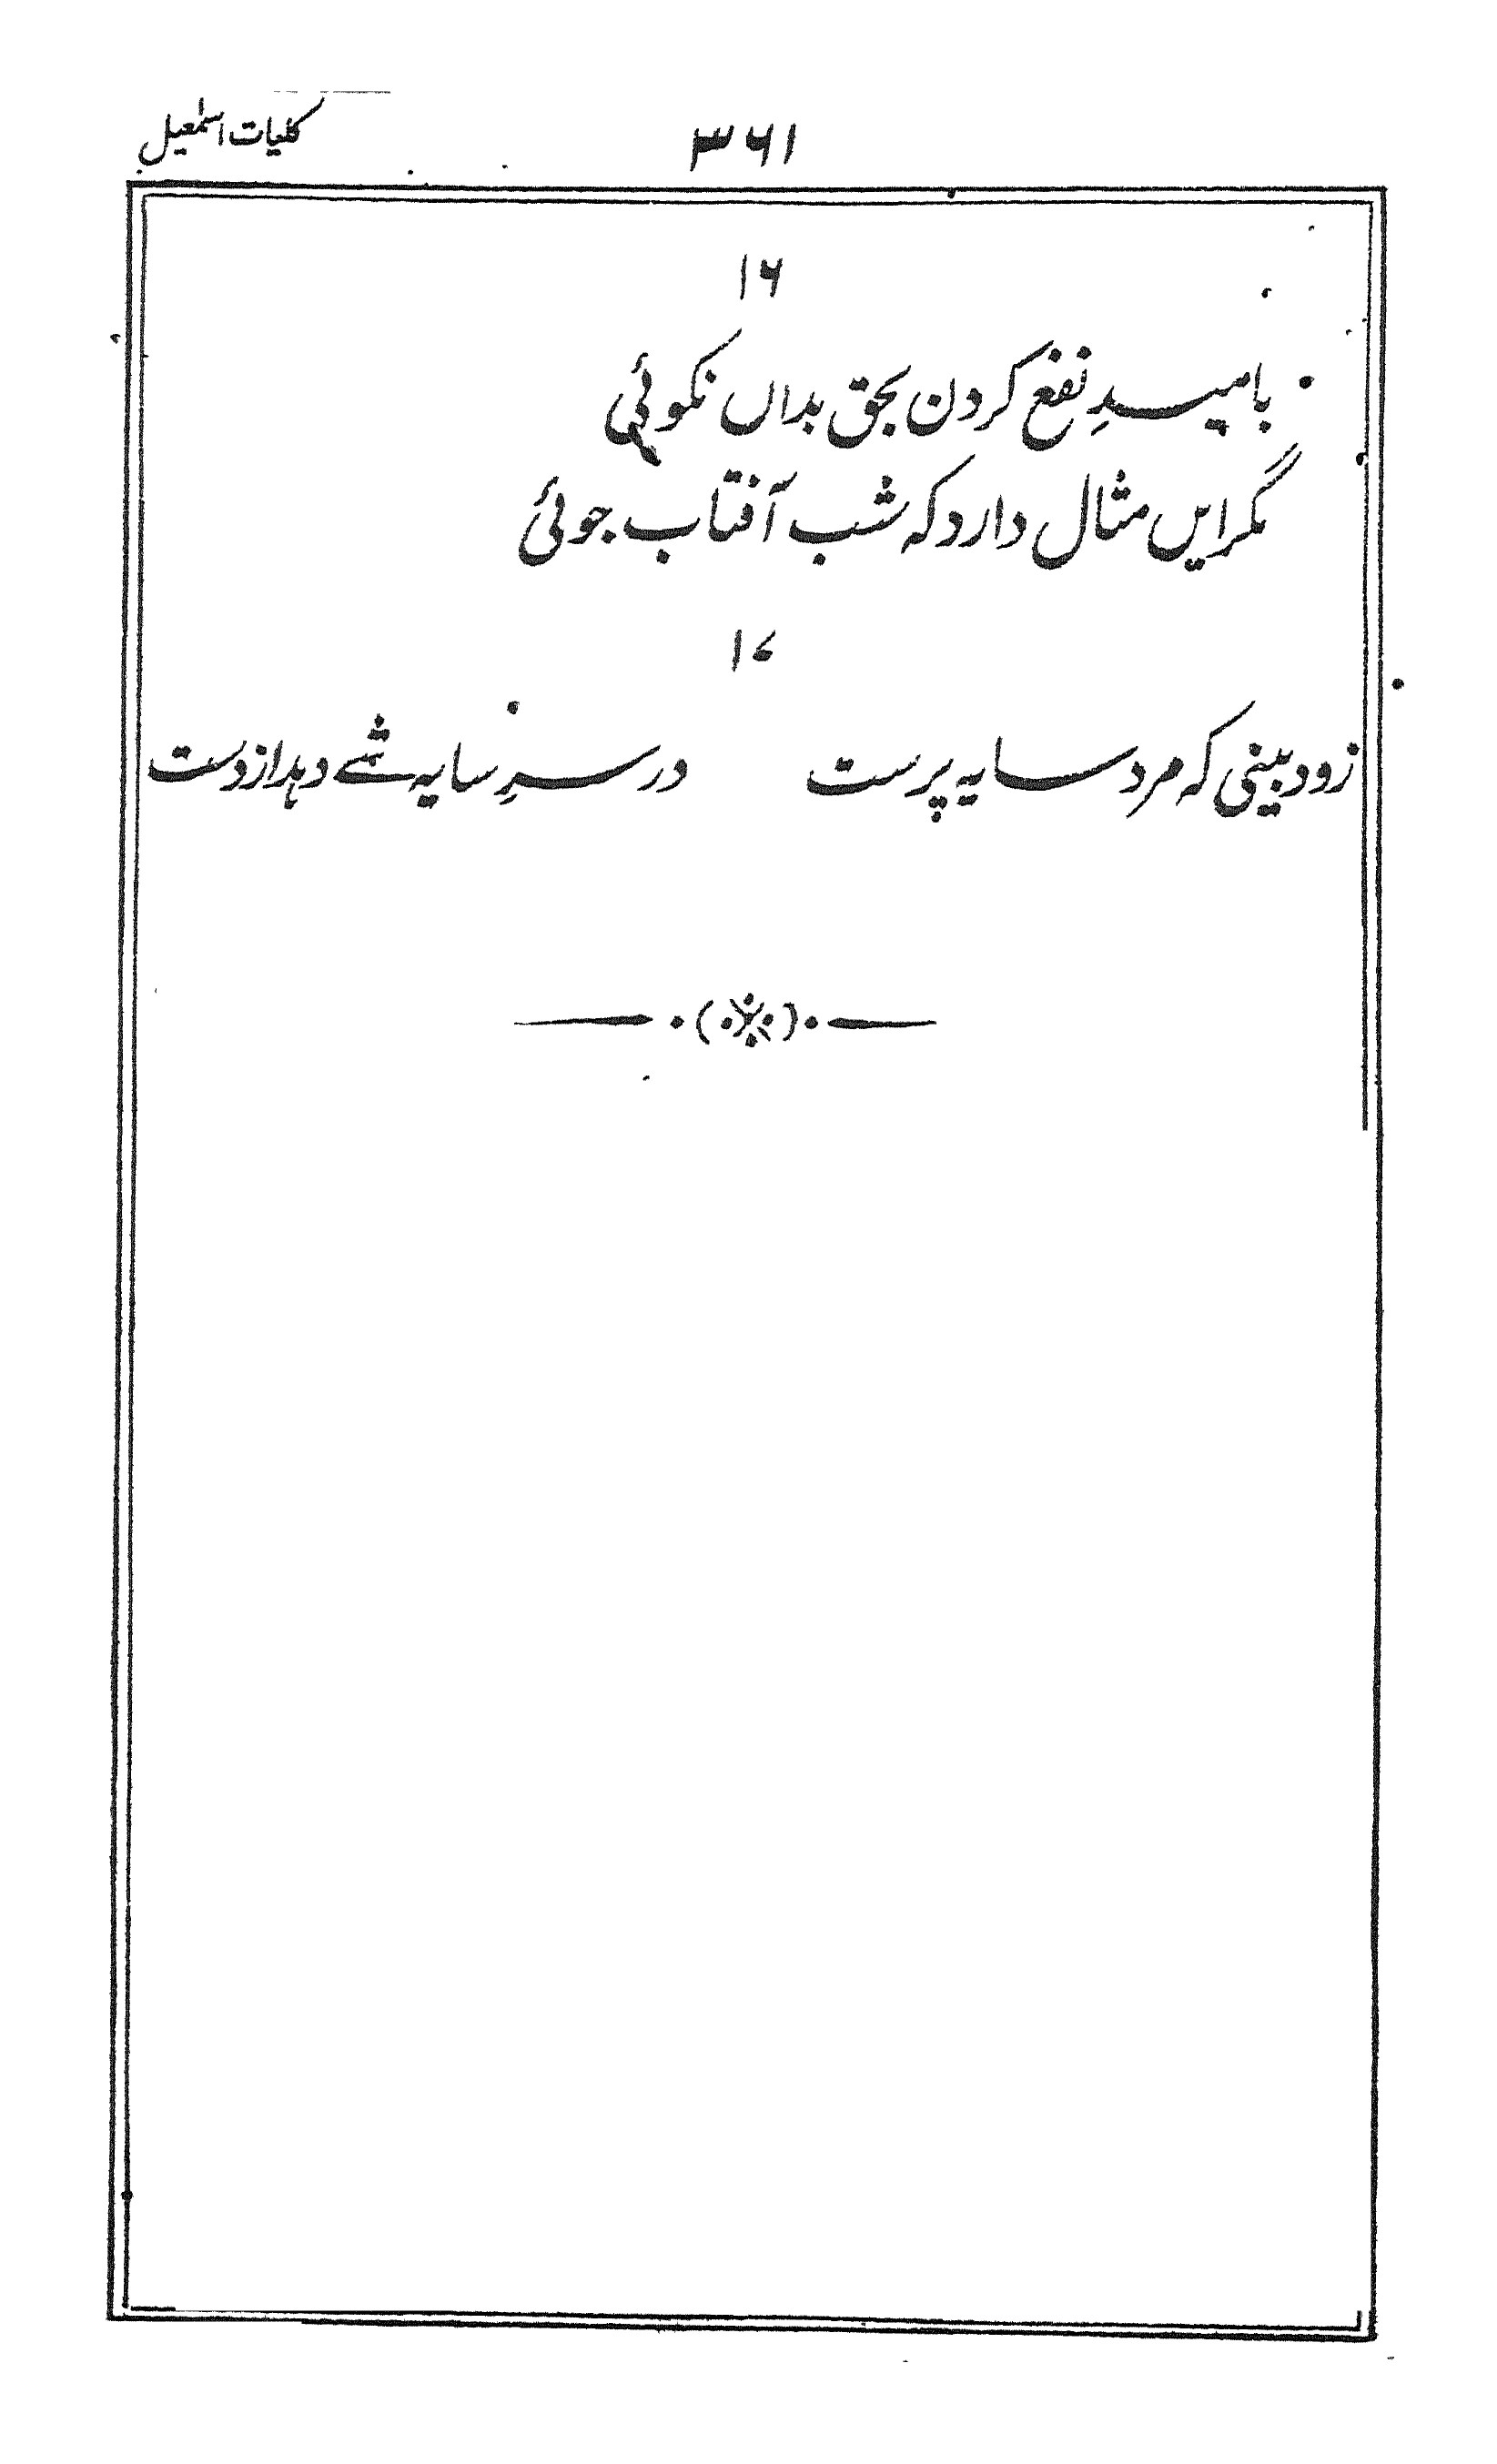 ۳۶۱ کلیات اسمٰعیل
۱۶
بامیدِ نفع کردن بحق بداں نکوئی
مگر ایں مثال دارد کہ شب آفتاب جوئی
۱۷
زود بینی کہ مرد سایہ پرست در سرِ سایہ شے دہد از دست